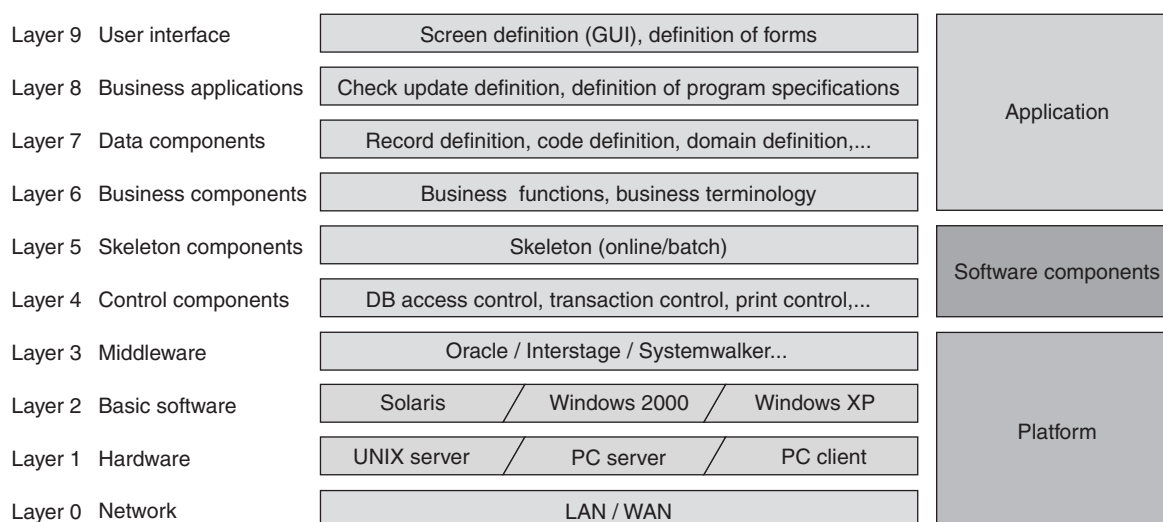 Layer 9 User interface Screen definition (GUI), definition of forms
Layer 8 Business applications Check update definition, definition of program specifications
Application
Layer 7 Data components Record definition, code definition, domain definition,...
Layer 6 Business components Business functions, business terminology
Layer 5 Skeleton components Skeleton (online/batch)
Software components
Layer 4 Control components DB access control, transaction control, print control,...
Layer 3 Middleware Oracle / Interstage / Systemwalker...
Layer 2 Basic software Solaris Windows 2000 Windows XP
Platform
Layer 1 Hardware UNIX server PC server PC client
Layer 0 Network LAN / WAN